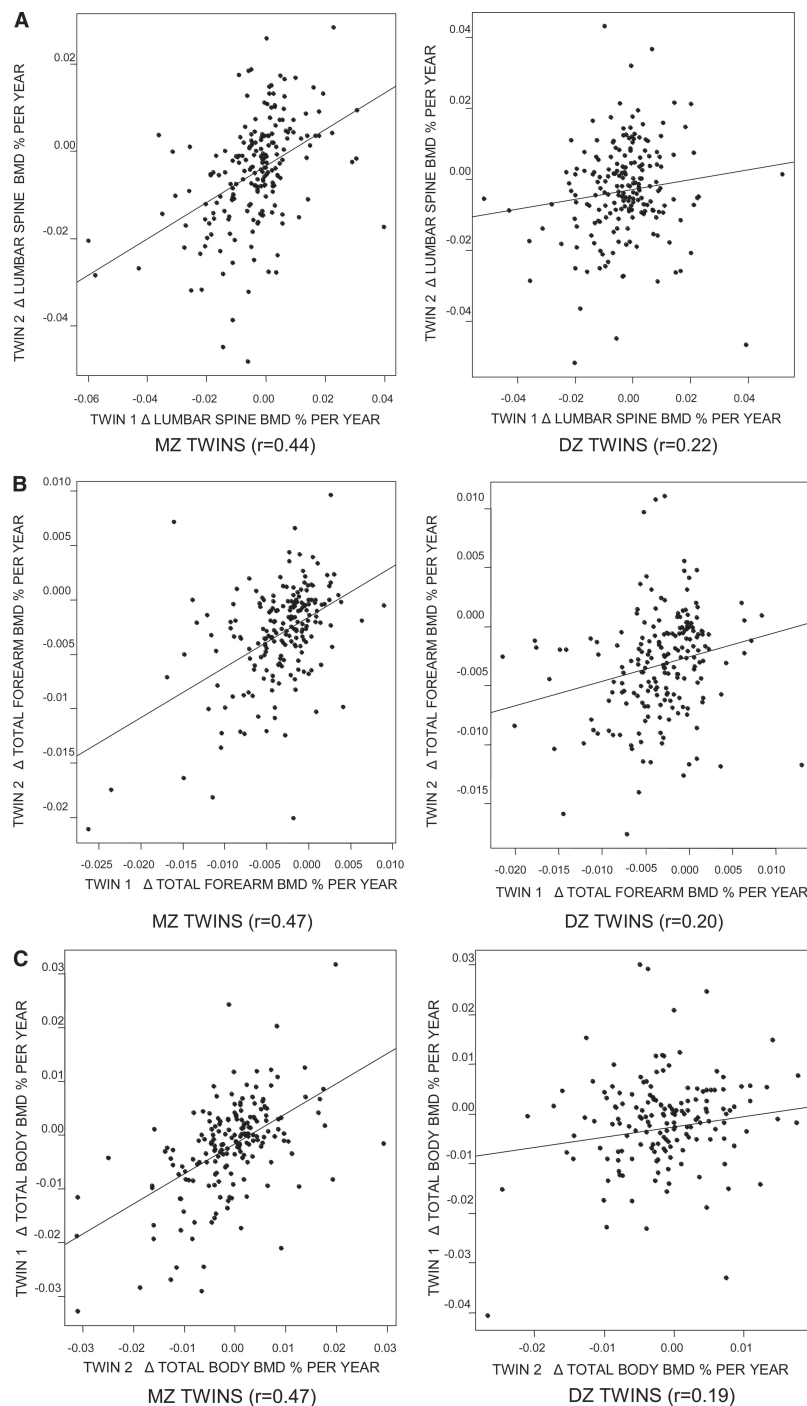 A
TWIN 2 Δ LUMBAR SPINE BMD % PER YEAR
0.02
0.00
-0.02
-0.04
-0.06 -0.04 -0.02 0.00 0.02 0.04
TWIN 1 Δ LUMBAR SPINE BMD % PER YEAR
MZ TWINS (r=0.44)
TWIN 2 Δ LUMBAR SPINE BMD % PER YEAR
0.04
0.02
0.00
-0.02
-0.04
-0.04 -0.02 0.00 0.02 0.04
TWIN 1 Δ LUMBAR SPINE BMD % PER YEAR
DZ TWINS (r=0.22)
B
TWIN 2 Δ TOTAL FOREARM BMD % PER YEAR
0.010
0.005
0.000
-0.005
-0.01
-0.015
-0.02
-0.025 -0.020 -0.015 -0.010 -0.005 0.000 0.005 0.010
TWIN 1 Δ TOTAL FOREARM BMD % PER YEAR
MZ TWINS (r=0.47)
TWIN 2 Δ TOTAL FOREARM BMD % PER YEAR
0.010
0.005
0.000
-0.005
-0.010
-0.015
-0.020 -0.015 -0.010 -0.005 0.000 0.005 0.010
TWIN 1 Δ TOTAL FOREARM BMD % PER YEAR
DZ TWINS (r=0.20)
C
TWIN 1 Δ TOTAL BODY BMD % PER YEAR
0.03
0.02
0.01
0.00
-0.01
-0.02
-0.03
-0.03 -0.02 -0.01 0.00 0.01 0.02 0.03
TWIN 2 Δ TOTAL BODY BMD % PER YEAR
MZ TWINS (r=0.47)
TWIN 1 Δ TOTAL BODY BMD % PER YEAR
0.03
0.02
0.01
0.00
-0.01
-0.02
-0.03
-0.04
-0.02 -0.01 0.00 0.01
TWIN 2 Δ TOTAL BODY BMD % PER YEAR
DZ TWINS (r=0.19)